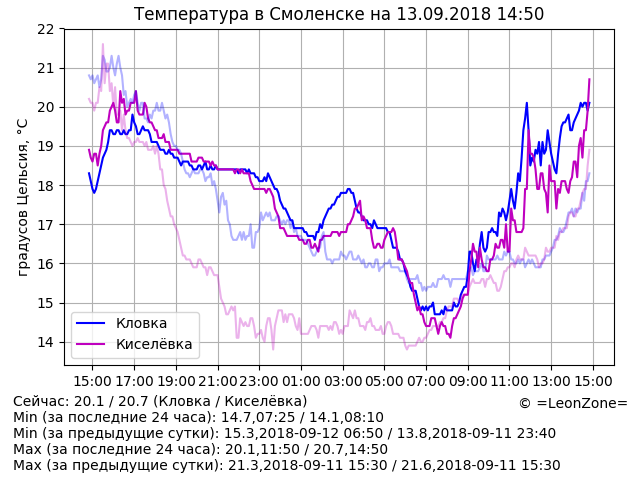 Температура в Смоленске на 13.09.2018 14:50
22
21
20
19
18
17
16
15
14
градусов Цельсия, °C
Кловка
Киселёвка
15:00 17:00 19:00 21:00 23:00 01:00 03:00 05:00 07:00 09:00 11:00 13:00 15:00
Сейчас: 20.1 / 20.7 (Кловка / Киселёвка)
© =LeonZone=
Min (за последние 24 часа): 14.7,07:25 / 14.1,08:10
Min (за предыдущие сутки): 15.3,2018-09-12 06:50 / 13.8,2018-09-11 23:40
Max (за последние 24 часа): 20.1,11:50 / 20.7,14:50
Max (за предыдущие сутки): 21.3,2018-09-11 15:30 / 21.6,2018-09-11 15:30